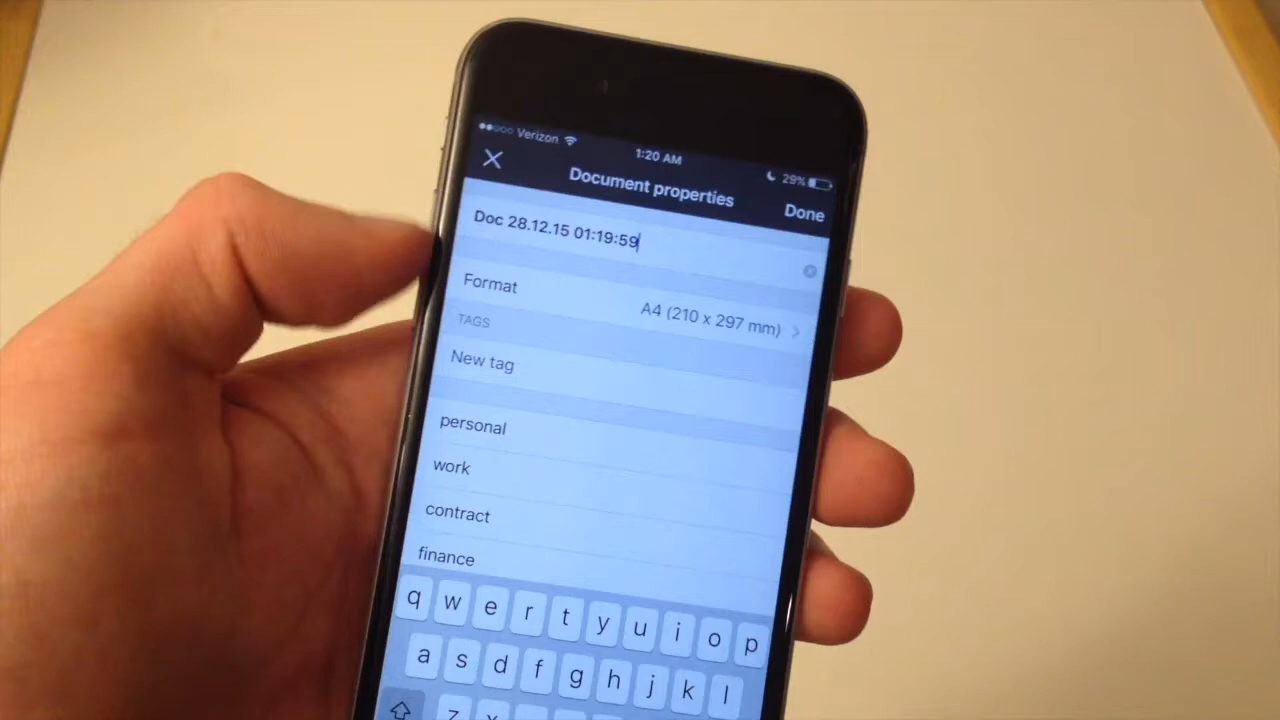 Verizon 1:20 AM 29%
Document properties
Done
Doc 28.12.15 01:19:59
Format A4 (210 x 297 mm)
TAGS
New tag
personal
work
contract
finance
q w e r t y u i o p
a s d f g h j k l
z x